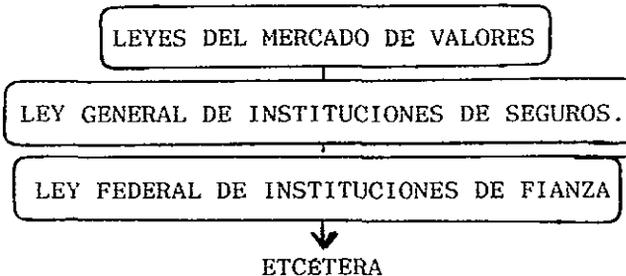 LEYES DEL MERCADO DE VALORES
LEY GENERAL DE INSTITUCIONES DE SEGUROS.
LEY FEDERAL DE INSTITUCIONES DE FIANZA
ETCÉTERA